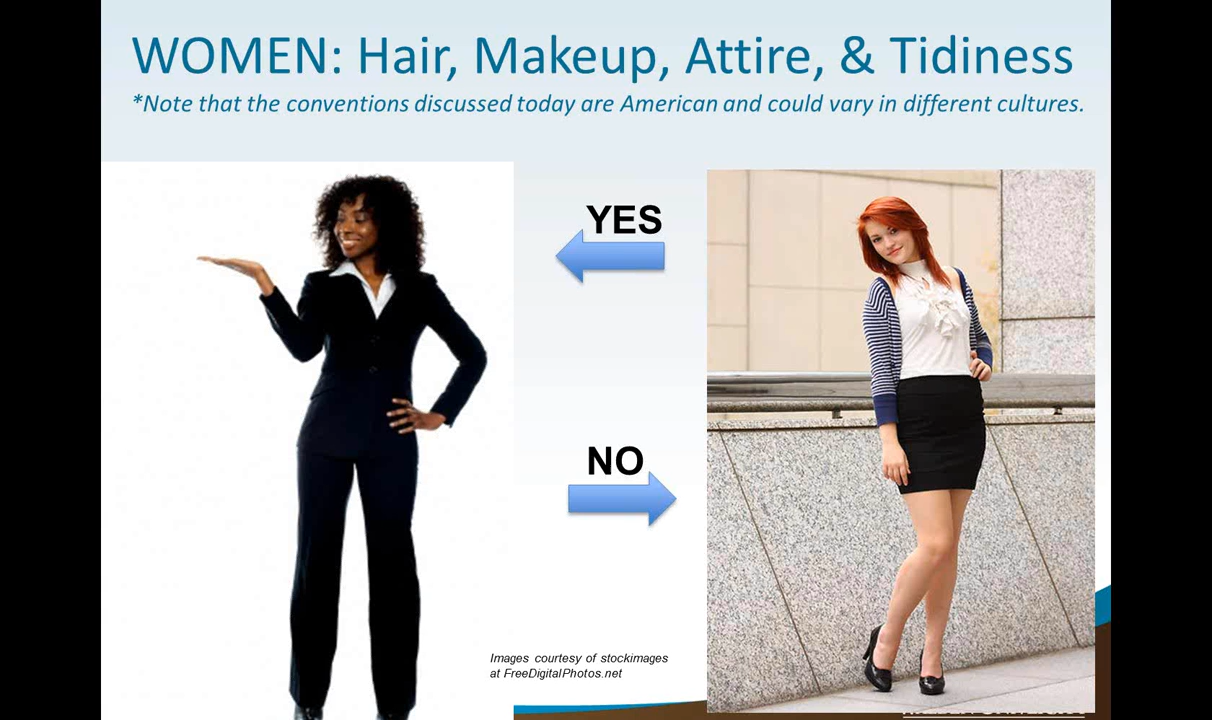 WOMEN: Hair, Makeup, Attire, & Tidiness
*Note that the conventions discussed today are American and could vary in different cultures.
YES
NO
Images courtesy of stockimages
at FreeDigitalPhotos.net